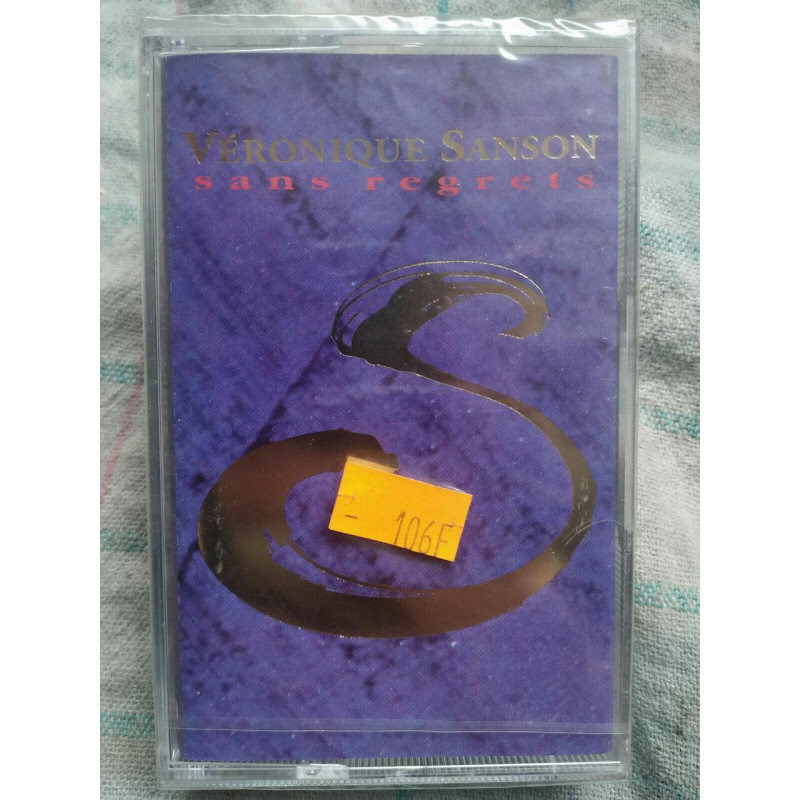 VÉRONIQUE SANSON
sans regrets
106F